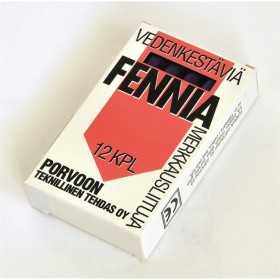 VEDENKESTÄVIÄ
FENNIA
MERKKAUSLIITUJA
12 KPL
PORVOON
TEKNILLINEN TEHDAS OY